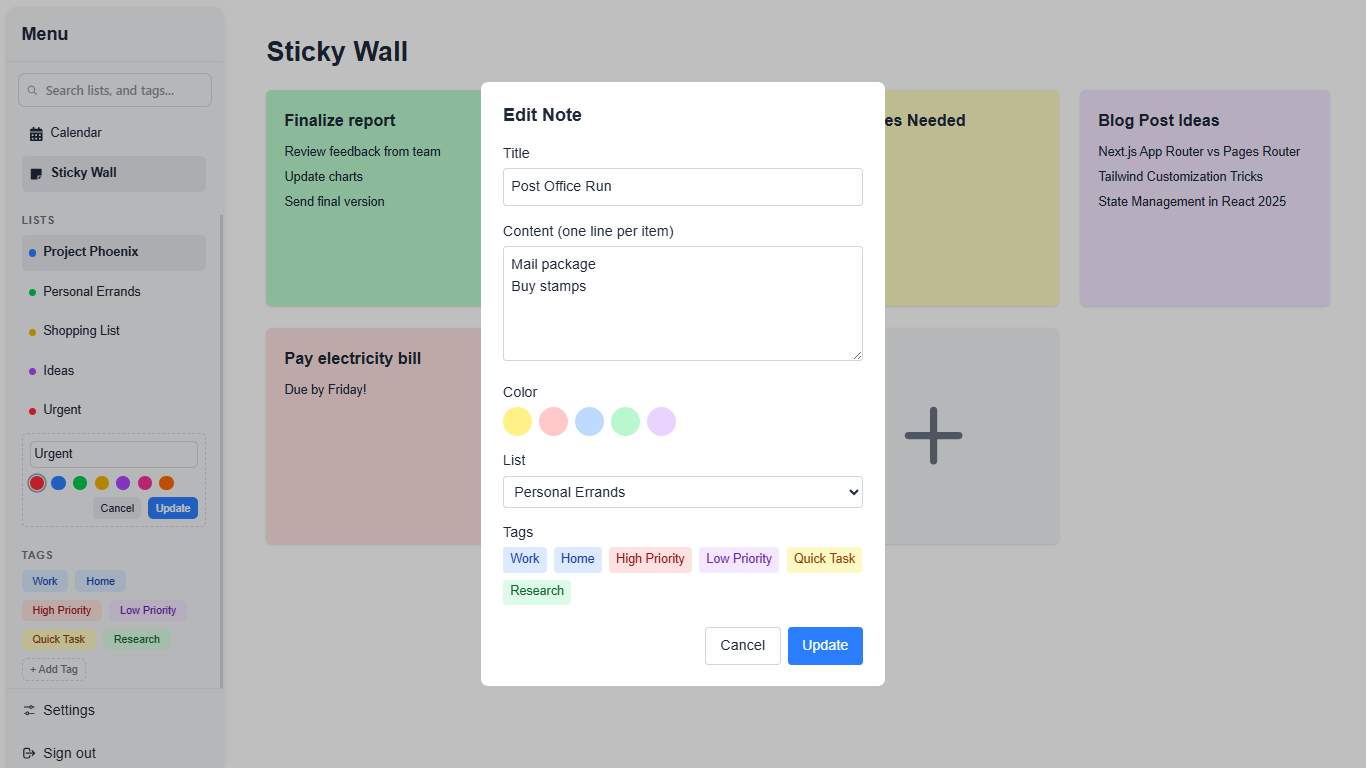 Menu
Search lists, and tags...
Calendar
Sticky Wall
LISTS
Project Phoenix
Personal Errands
Shopping List
Ideas
Urgent
Urgent
Cancel Update
TAGS
Work Home
High Priority Low Priority
Quick Task Research
+ Add Tag
Settings
Sign out
Sticky Wall
Finalize report
Review feedback from team
Update charts
Send final version
es Needed
Blog Post Ideas
Next.js App Router vs Pages Router
Tailwind Customization Tricks
State Management in React 2025
Pay electricity bill
Due by Friday!
Edit Note
Title
Post Office Run
Content (one line per item)
Mail package
Buy stamps
Color
List
Personal Errands
Tags
Work Home High Priority Low Priority Quick Task
Research
Cancel Update